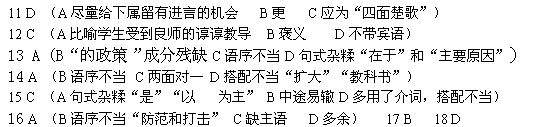 11 D （A 尽量给下属留有进言的机会 B 更 C 应为“四面楚歌”）
12 C （A 比喻学生受到良师的谆谆教导 B 褒义 D 不带宾语）
13 A（B“的政策 ”成分残缺 C 语序不当 D 句式杂糅“在于”和“主要原因”）
14 A （B 语序不当 C 两面对一 D 搭配不当“扩大”“教科书”）
15 C（A 句式杂糅“是”“以 为主” B 中途易辙 D 多用了介词，搭配不当）
16 A （B 语序不当“防范和打击” C 缺主语 D 多余） 17 B 18 D